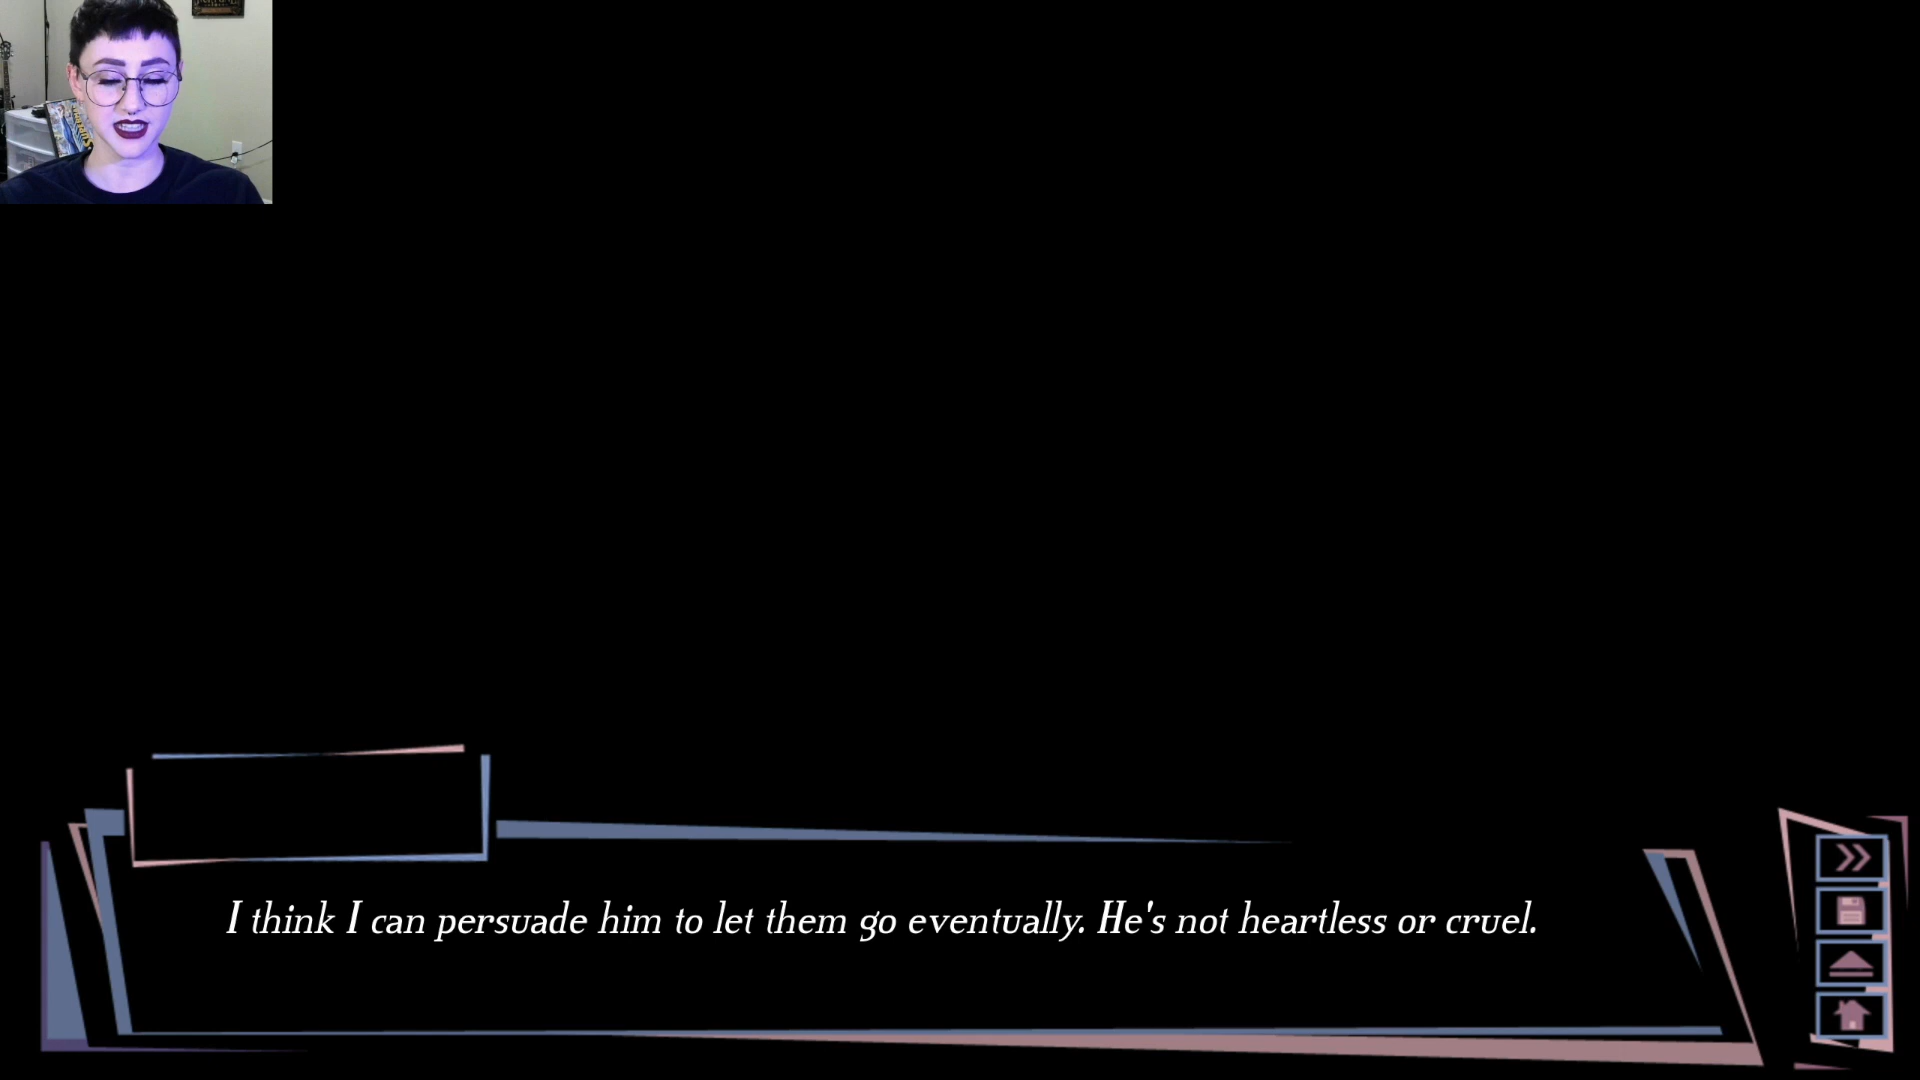 I think I can persuade him to let them go eventually. He's not heartless or cruel.